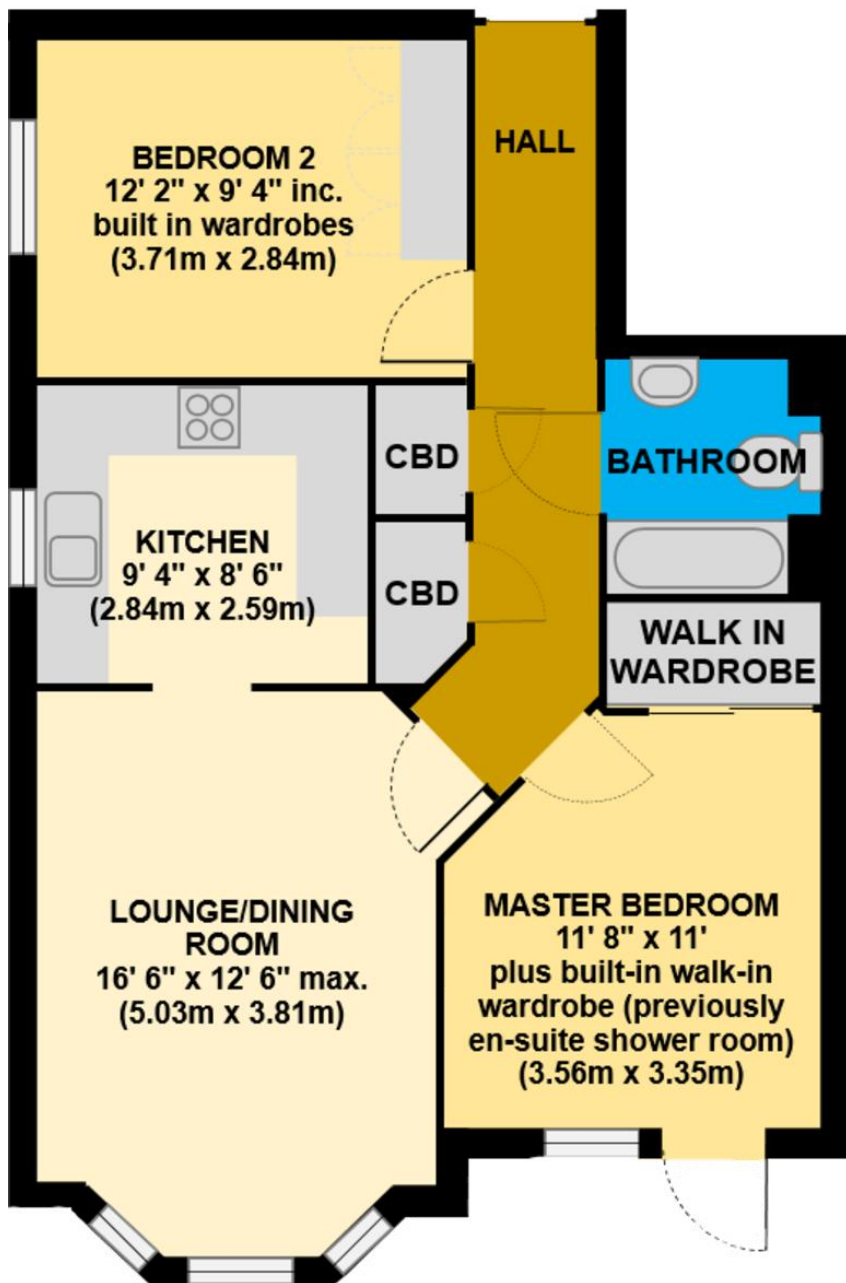 BEDROOM 2
12' 2" x 9' 4" inc.
built in wardrobes
(3.71m x 2.84m)
HALL
CBD
BATHROOM
KITCHEN
9' 4" x 8' 6"
(2.84m x 2.59m)
CBD
WALK IN
WARDROBE
LOUNGE/DINING
ROOM
16' 6" x 12' 6" max.
(5.03m x 3.81m)
MASTER BEDROOM
11' 8" x 11'
plus built-in walk-in
wardrobe (previously
en-suite shower room)
(3.56m x 3.35m)